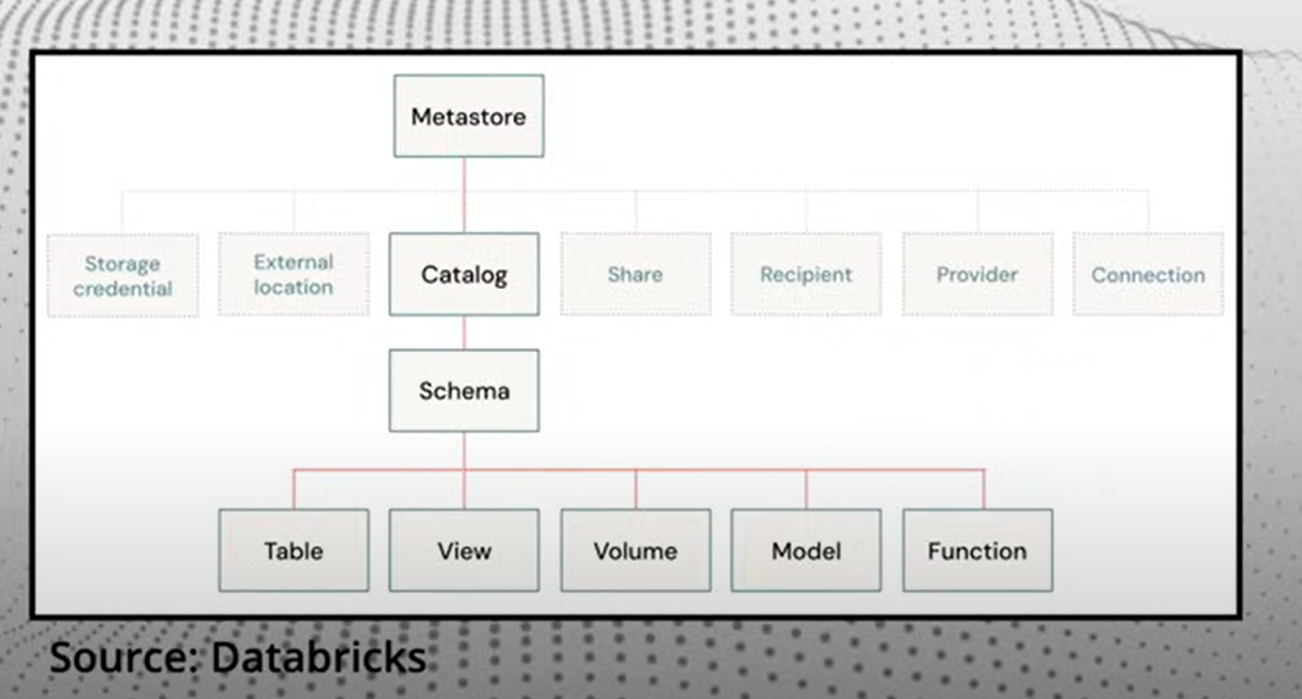 Metastore
Storage
credential
External
location
Catalog
Share
Recipient
Provider
Connection
Schema
Table
View
Volume
Model
Function
Source: Databricks